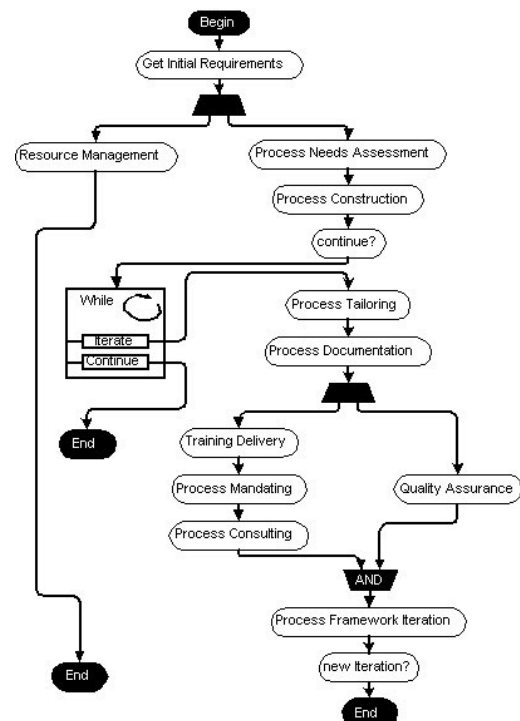 Begin
Get Initial Requirements
Resource Management
Process Needs Assessment
Process Construction
continue?
While
Iterate
Continue
Process Tailoring
Process Documentation
End
Training Delivery
Process Mandating
Quality Assurance
Process Consulting
AND
Process Framework Iteration
new Iteration?
End
End